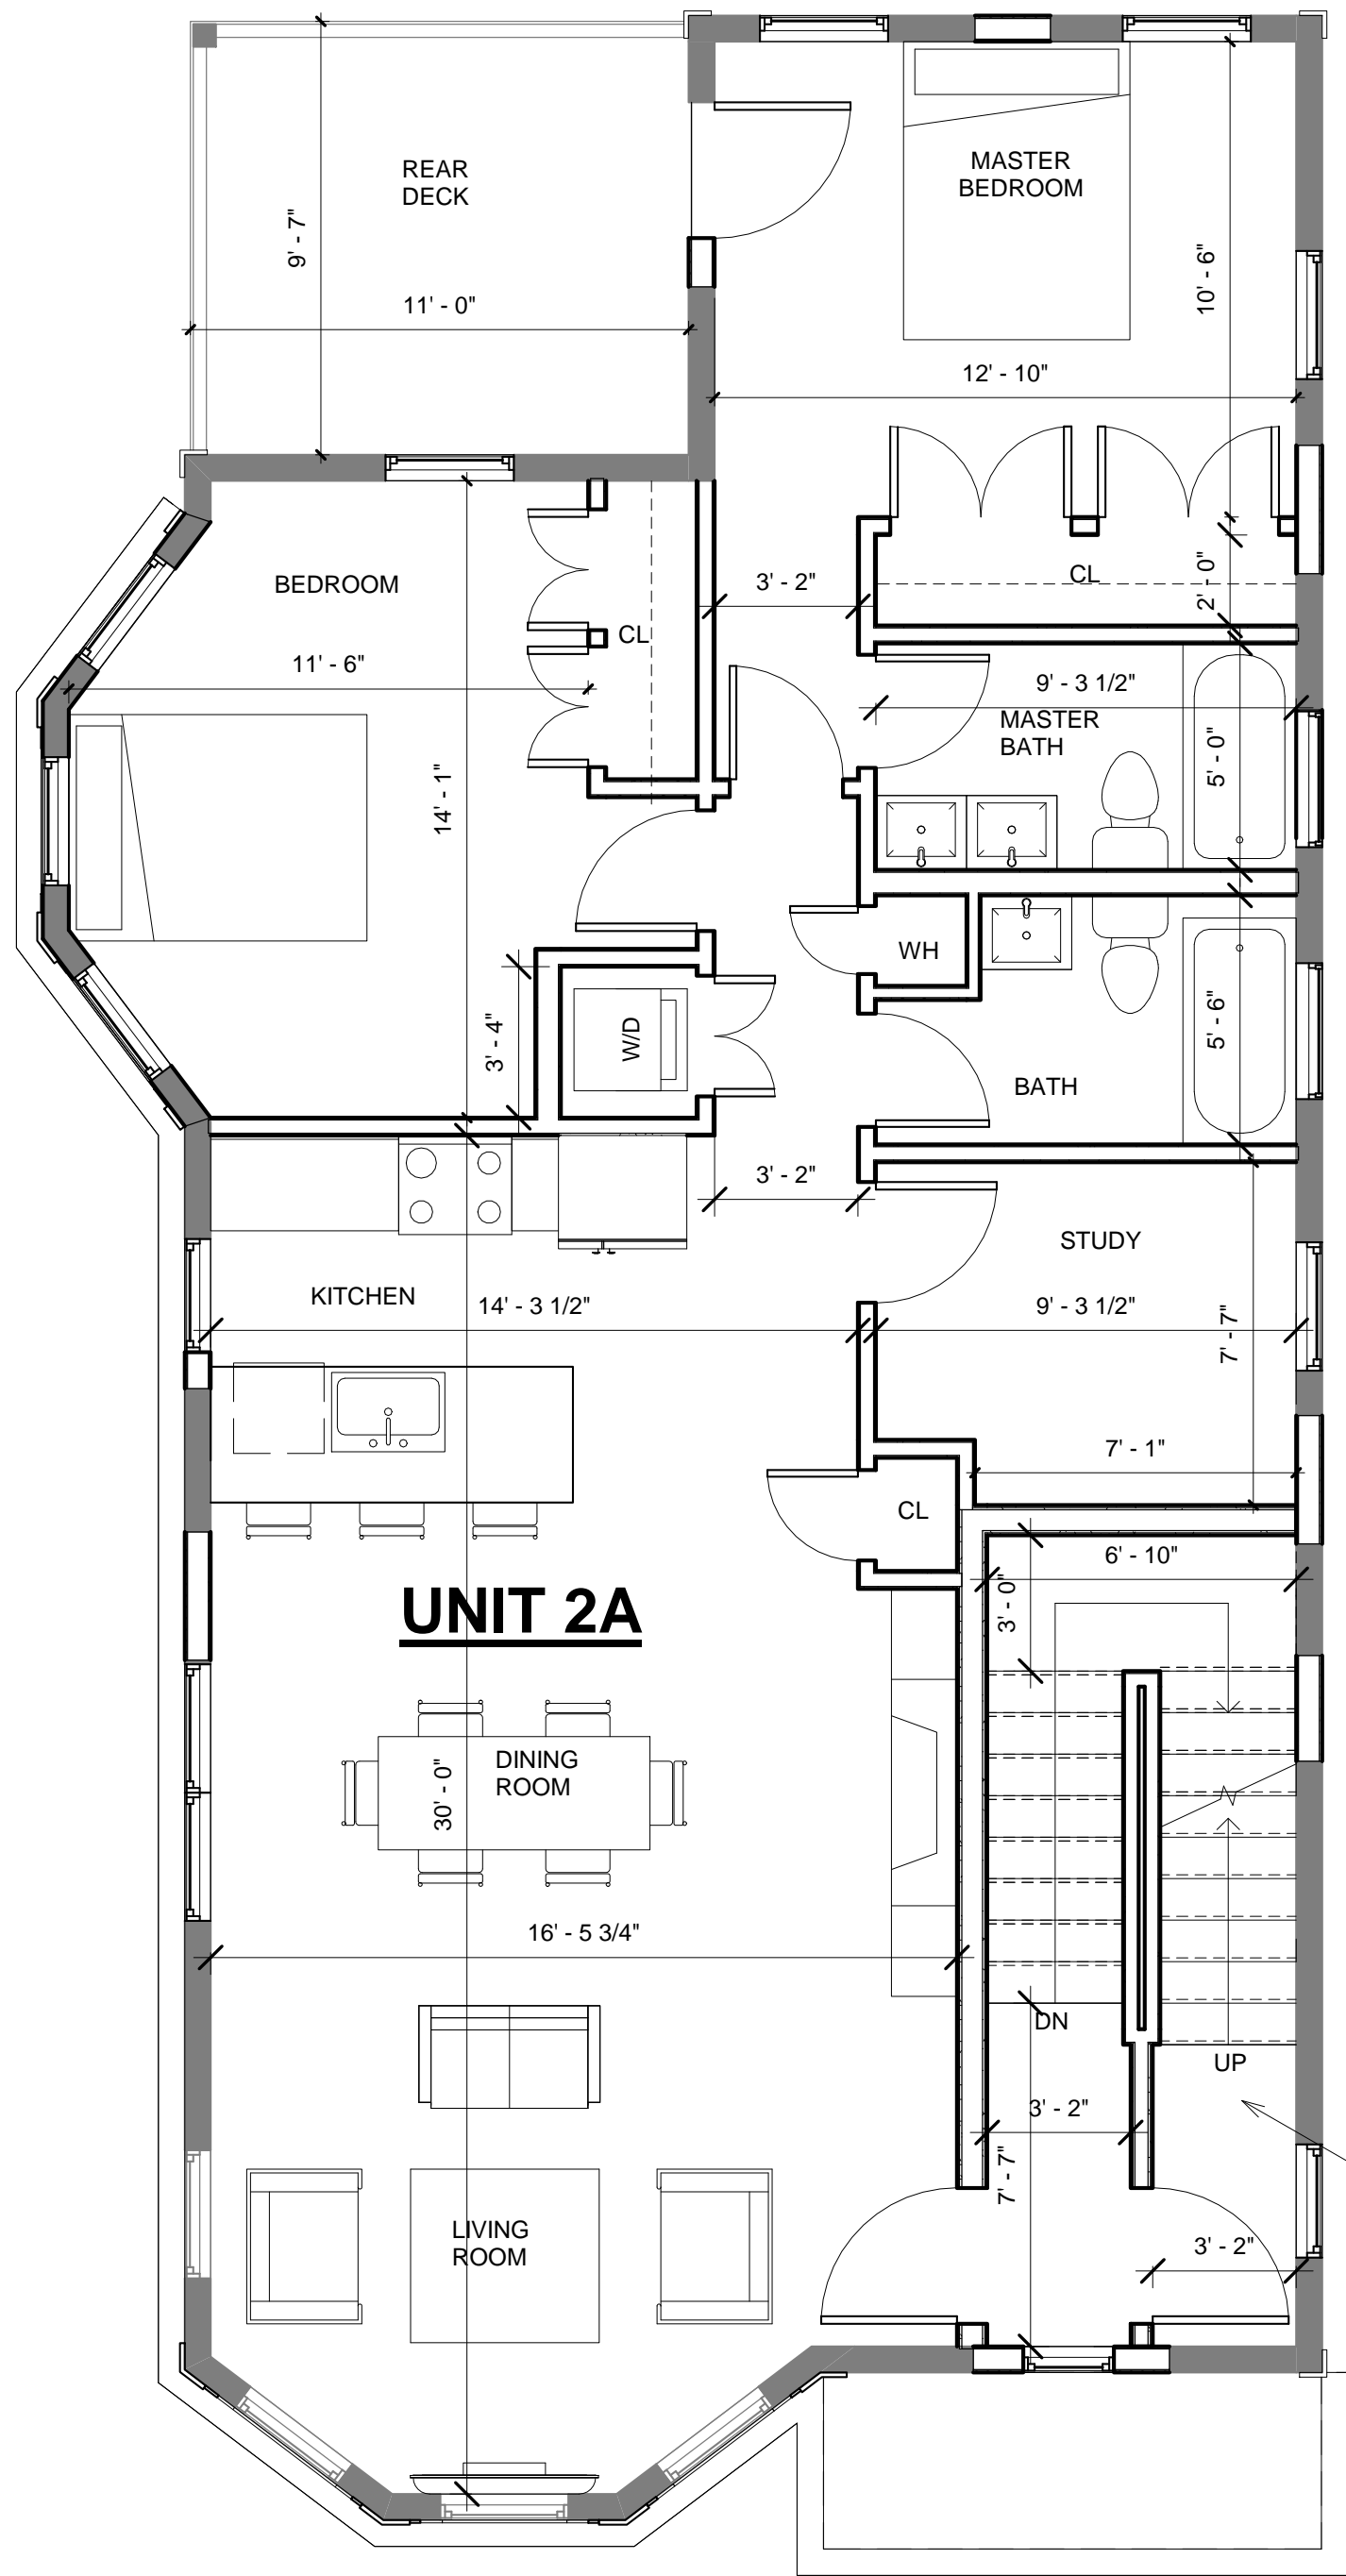 REAR
DECK
9' - 7"
11' - 0"
MASTER
BEDROOM
10' - 6"
12' - 10"
BEDROOM
11' - 6"
CL
3' - 2"
CL
2' - 0"
14' - 1"
9' - 3 1/2"
MASTER
BATH
5' - 0"
WH
3' - 4"
W/D
BATH
5' - 6"
3' - 2"
STUDY
KITCHEN
14' - 3 1/2"
9' - 3 1/2"
7' - 7"
7' - 1"
CL
6' - 10"
3' - 0"
UNIT 2A
DINING
ROOM
30' - 0"
16' - 5 3/4"
DN
UP
3' - 2"
7' - 7"
LIVING
ROOM
3' - 2"